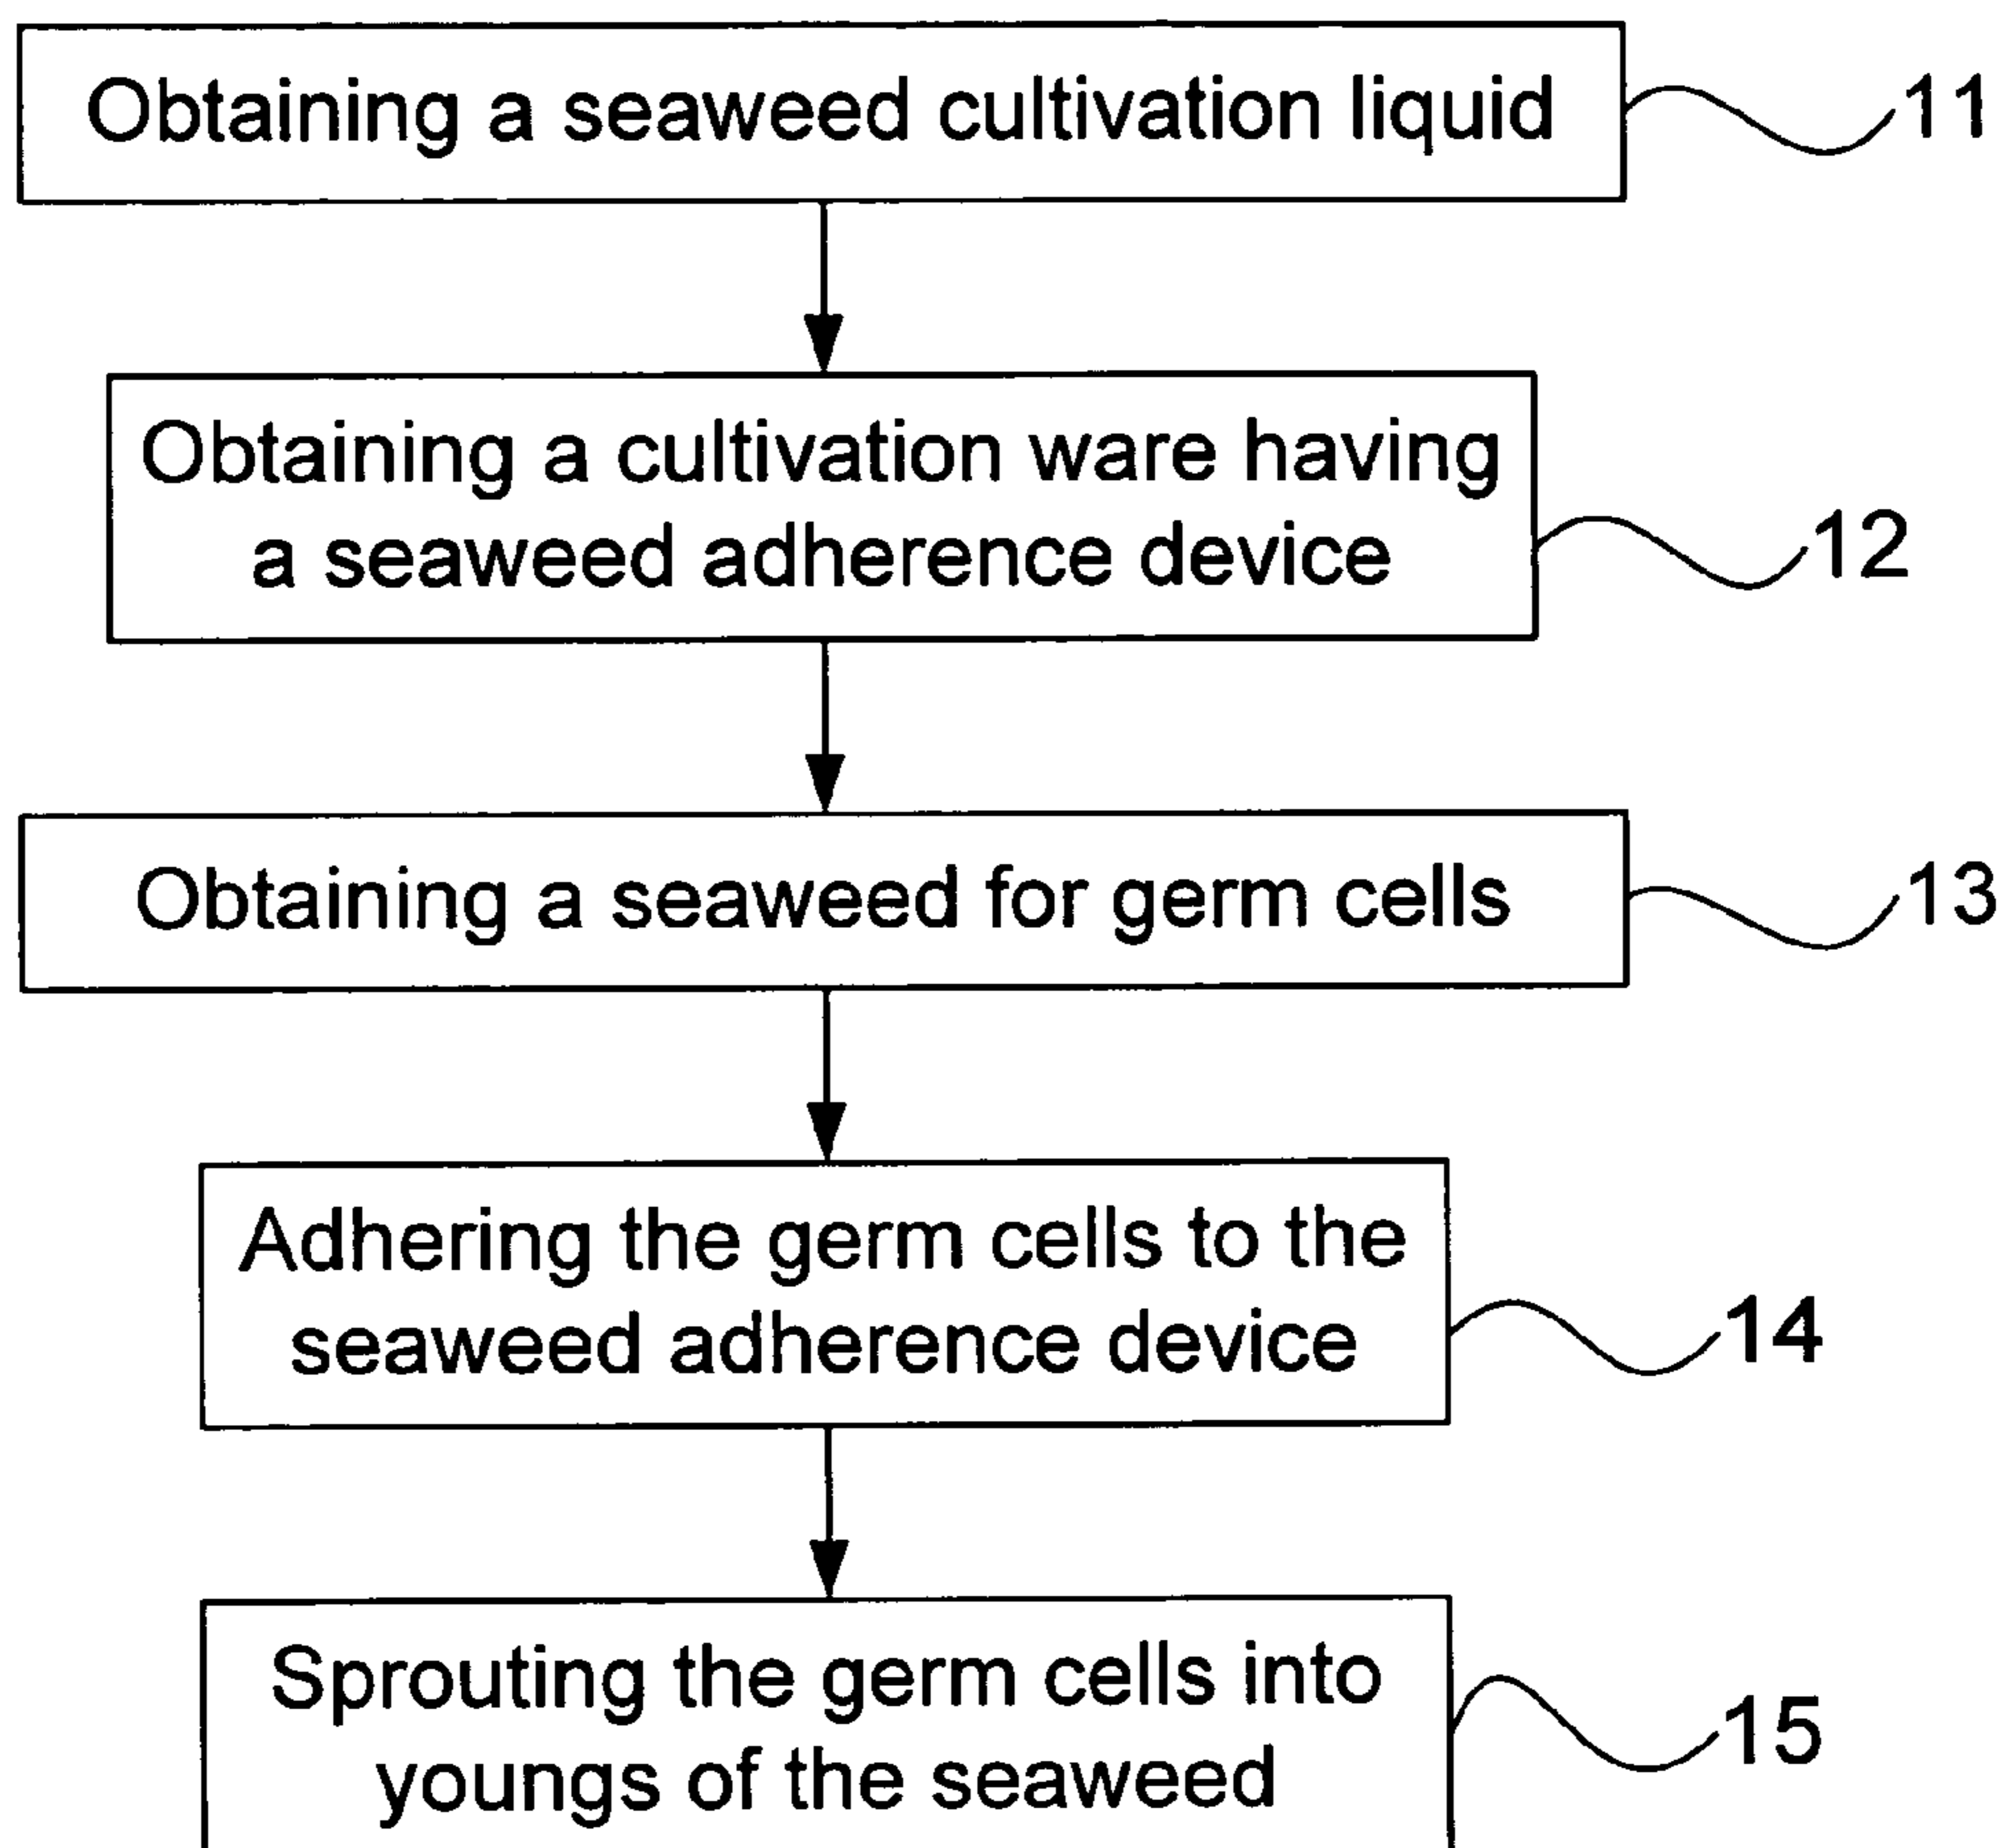 Obtaining a seaweed cultivation liquid
11
Obtaining a cultivation ware having
a seaweed adherence device
12
Obtaining a seaweed for germ cells
13
Adhering the germ cells to the
seaweed adherence device
14
Sprouting the germ cells into
youngs of the seaweed
15